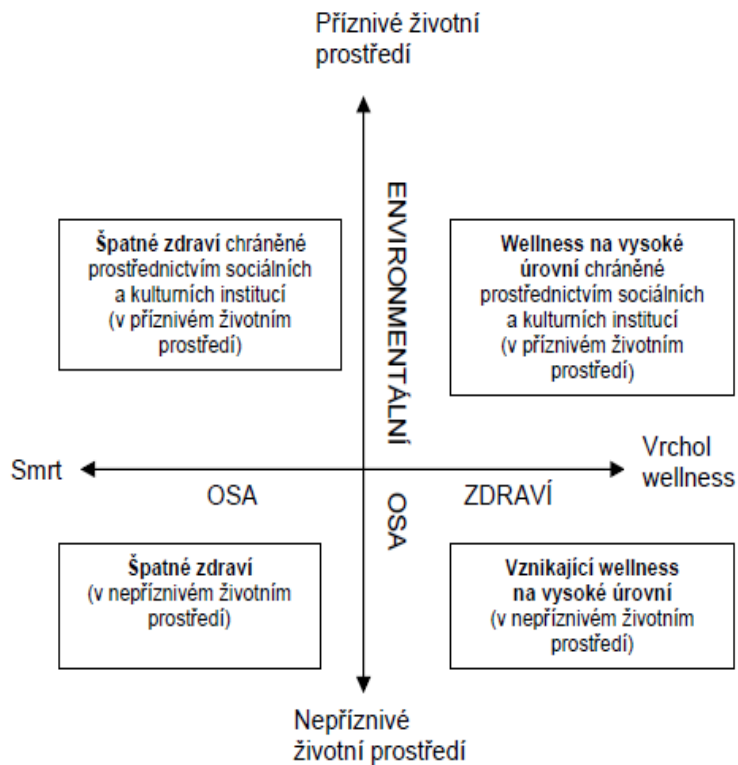 Příznivé životní
prostředí
ENVIRONMENTÁLNÍ
Špatné zdraví chráněné
prostřednictvím sociálních
a kulturních institucí
(v příznivém životním
prostředí)
Wellness na vysoké
úrovní chráněné
prostřednictvím sociálních
a kulturních institucí
(v příznivém životním
prostředí)
Smrt
Vrchol
wellness
OSA
ZDRAVÍ
OSA
Špatné zdraví
(v nepříznivém životním
prostředí)
Vznikající wellness
na vysoké úrovní
(v nepříznivém životním
prostředí)
Nepříznivé
životní prostředí